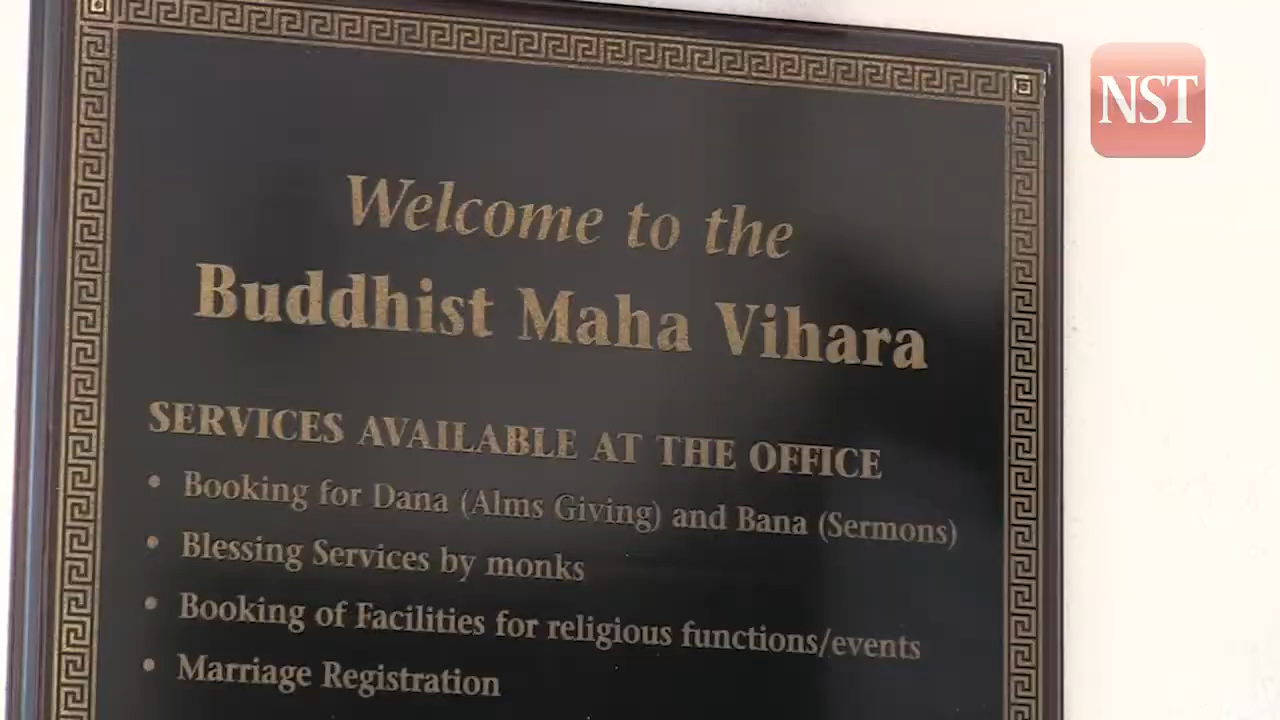 NST
Welcome to the
Buddhist Maha Vihara
SERVICES AVAILABLE AT THE OFFICE
• Booking for Dana (Alms Giving) and Bana (Sermons)
• Blessing Services by monks
• Booking of Facilities for religious functions/events
• Marriage Registration